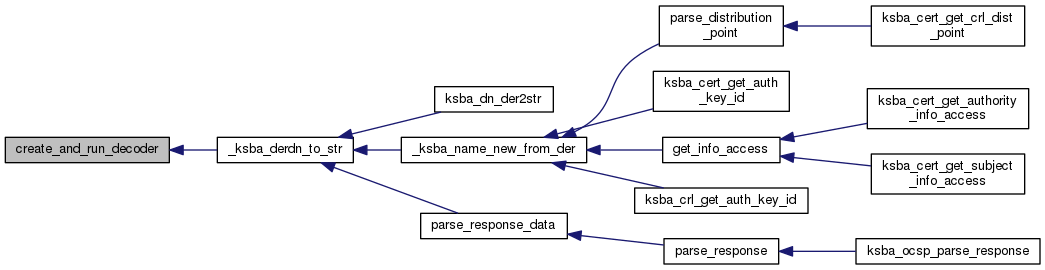 parse_distribution
_point
ksba_cert_get_crl_dist
_point
ksba_cert_get_auth
_key_id
ksba_dn_der2str
ksba_cert_get_authority
_info_access
create_and_run_decoder
_ksba_derdn_to_str
_ksba_name_new_from_der
get_info_access
ksba_cert_get_subject
_info_access
ksba_crl_get_auth_key_id
parse_response_data
parse_response
ksba_ocsp_parse_response